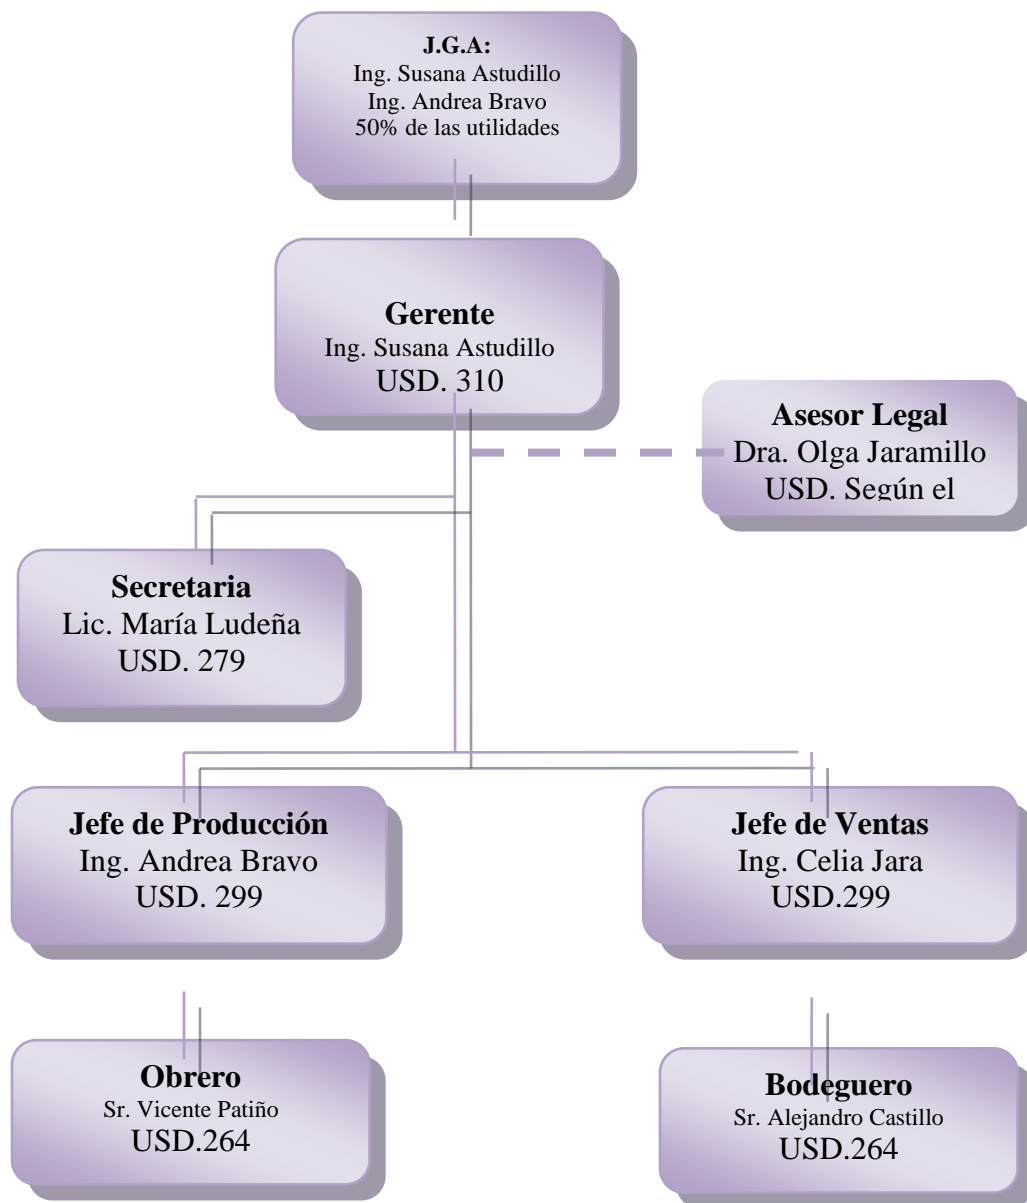 J.G.A:
Ing. Susana Astudillo
Ing. Andrea Bravo
50% de las utilidades
Gerente
Ing. Susana Astudillo
USD. 310
Asesor Legal
Dra. Olga Jaramillo
USD. Según el
Secretaria
Lic. María Ludeña
USD. 279
Jefe de Producción
Ing. Andrea Bravo
USD. 299
Jefe de Ventas
Ing. Celia Jara
USD.299
Obrero
Sr. Vicente Patiño
USD.264
Bodeguero
Sr. Alejandro Castillo
USD.264